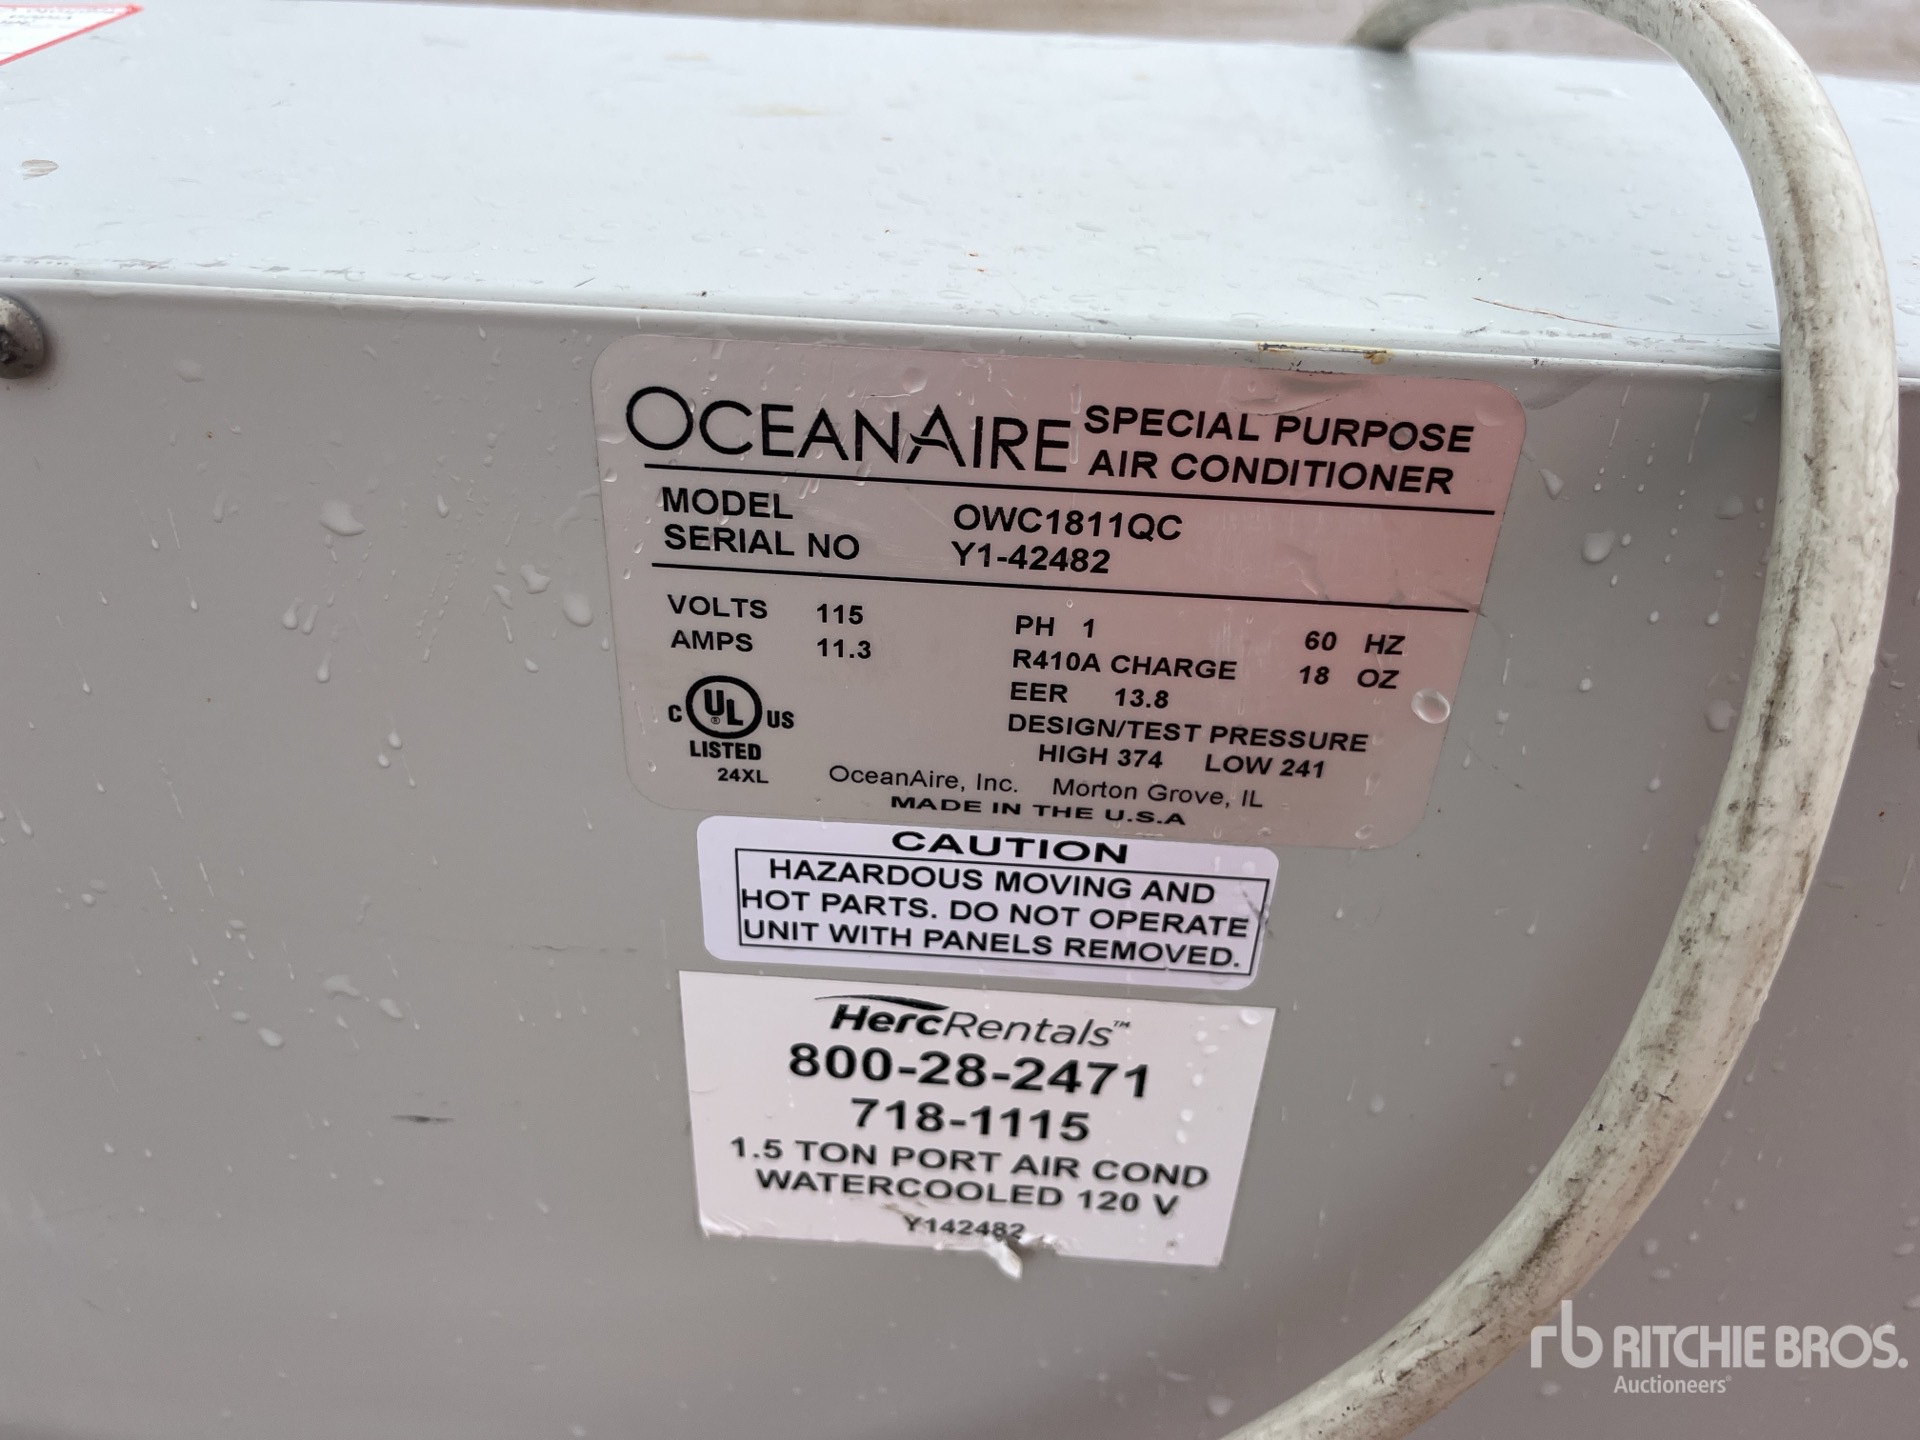 OCEANAIRE SPECIAL PURPOSE AIR CONDITIONER
MODEL OWC1811QC
SERIAL NO Y1-42482
VOLTS 115 PH 1 60 HZ
AMPS 11.3 R410A CHARGE 18 OZ
EER 13.8
DESIGN/TEST PRESSURE
HIGH 374 LOW 241
C UL® US
LISTED
24XL
OceanAire, Inc. Morton Grove, IL
MADE IN THE U.S.A
CAUTION
HAZARDOUS MOVING AND
HOT PARTS. DO NOT OPERATE
UNIT WITH PANELS REMOVED.
HercRentals™
800-28-2471
718-1115
1.5 TON PORT AIR COND
WATERCOOLED 120 V
Y142482
rb RITCHIE BROS.
Auctioneers